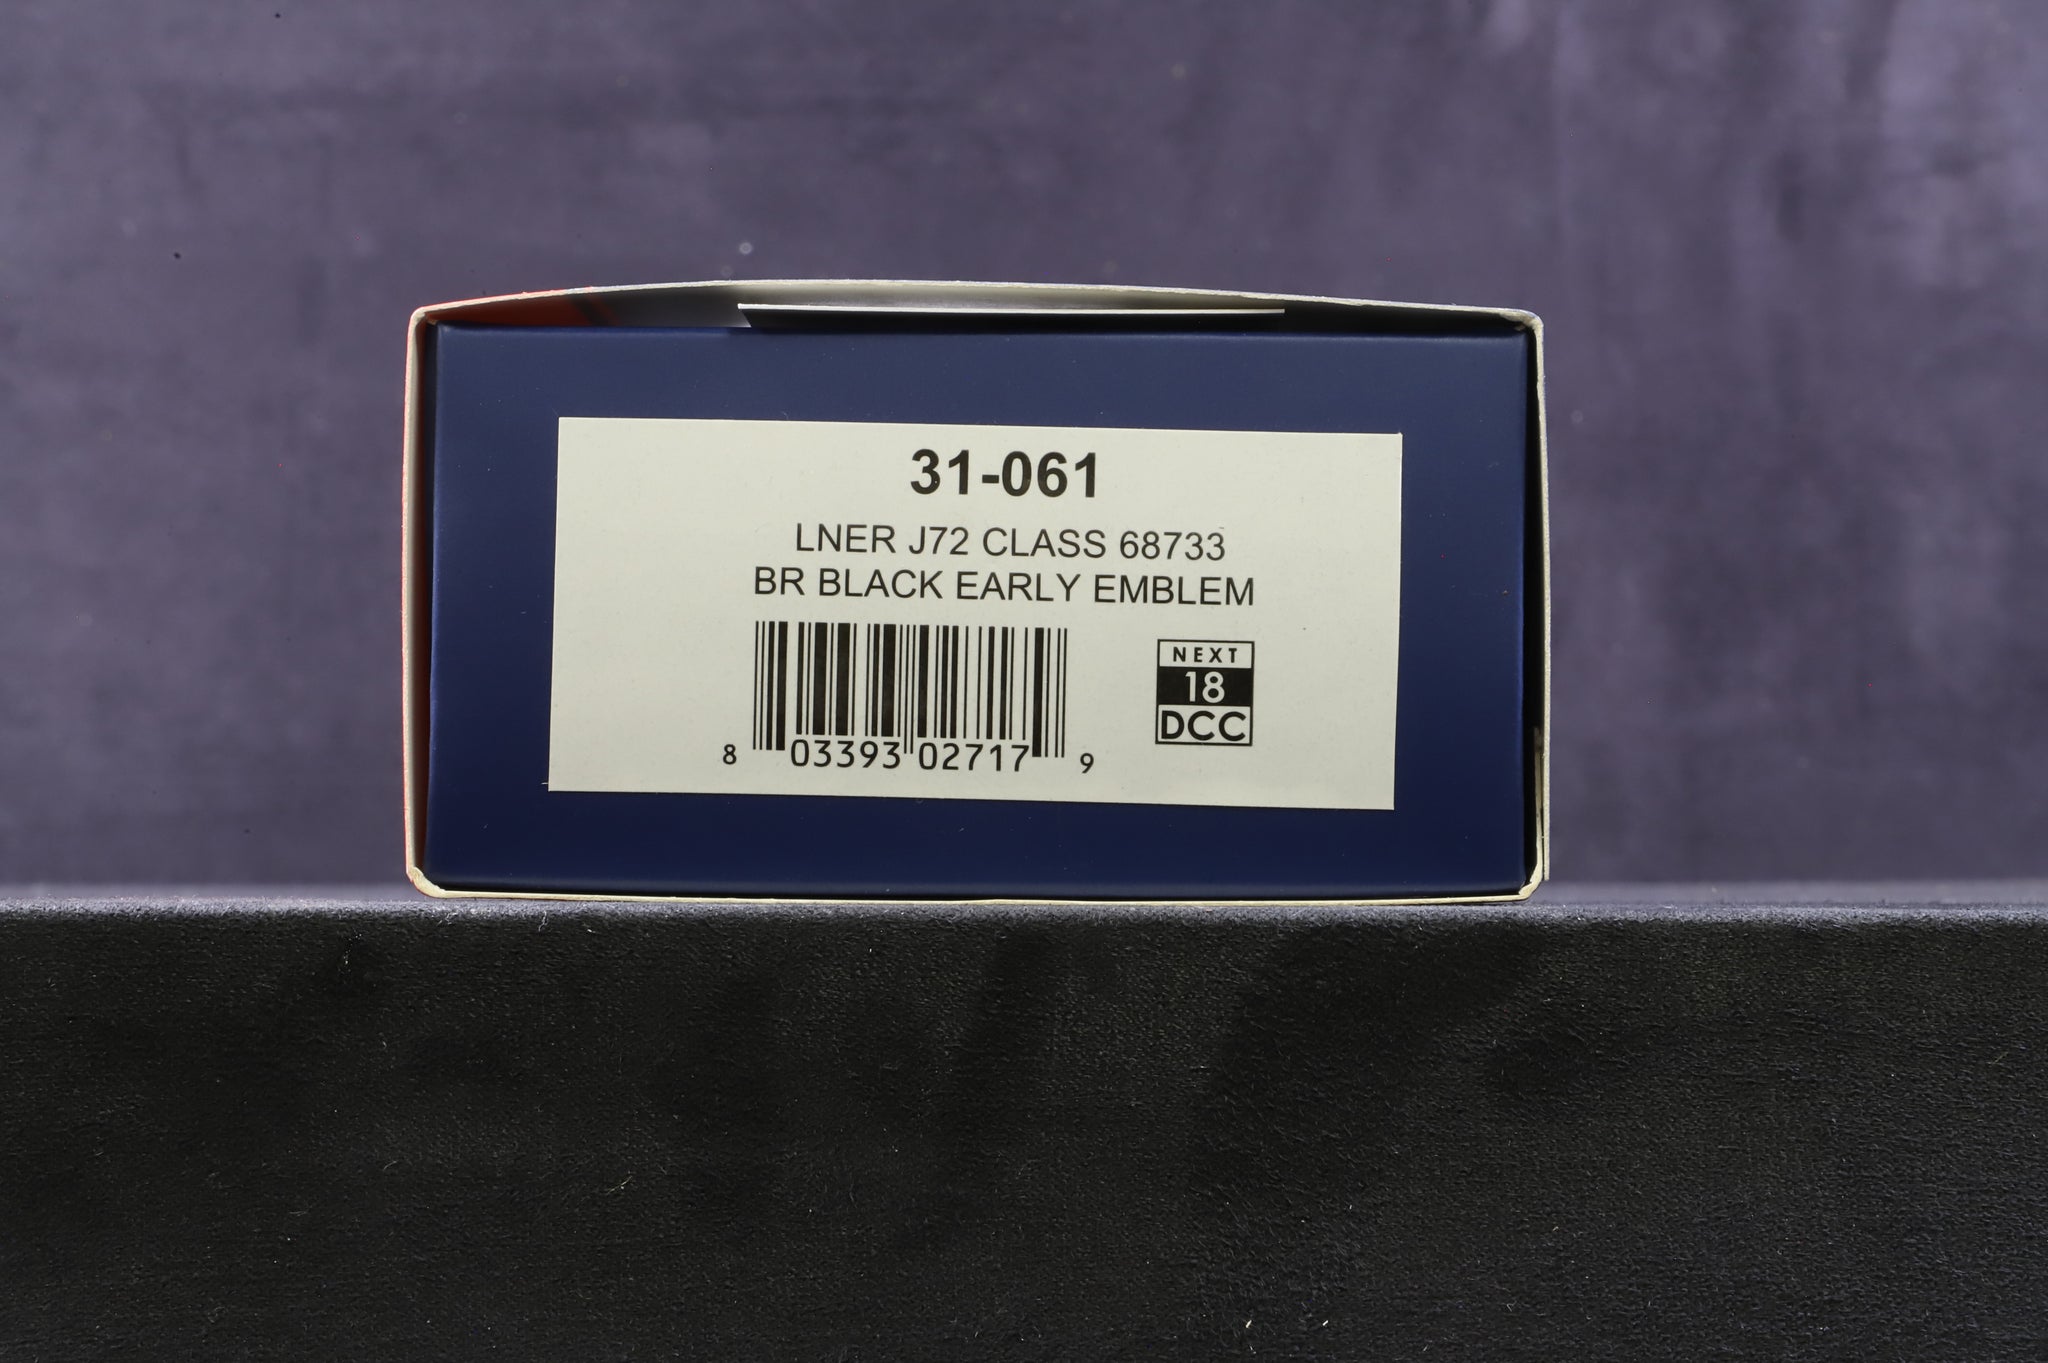 31-061
LNER J72 CLASS 68733
BR BLACK EARLY EMBLEM
8 03393 02717 9
NEXT
18
DCC